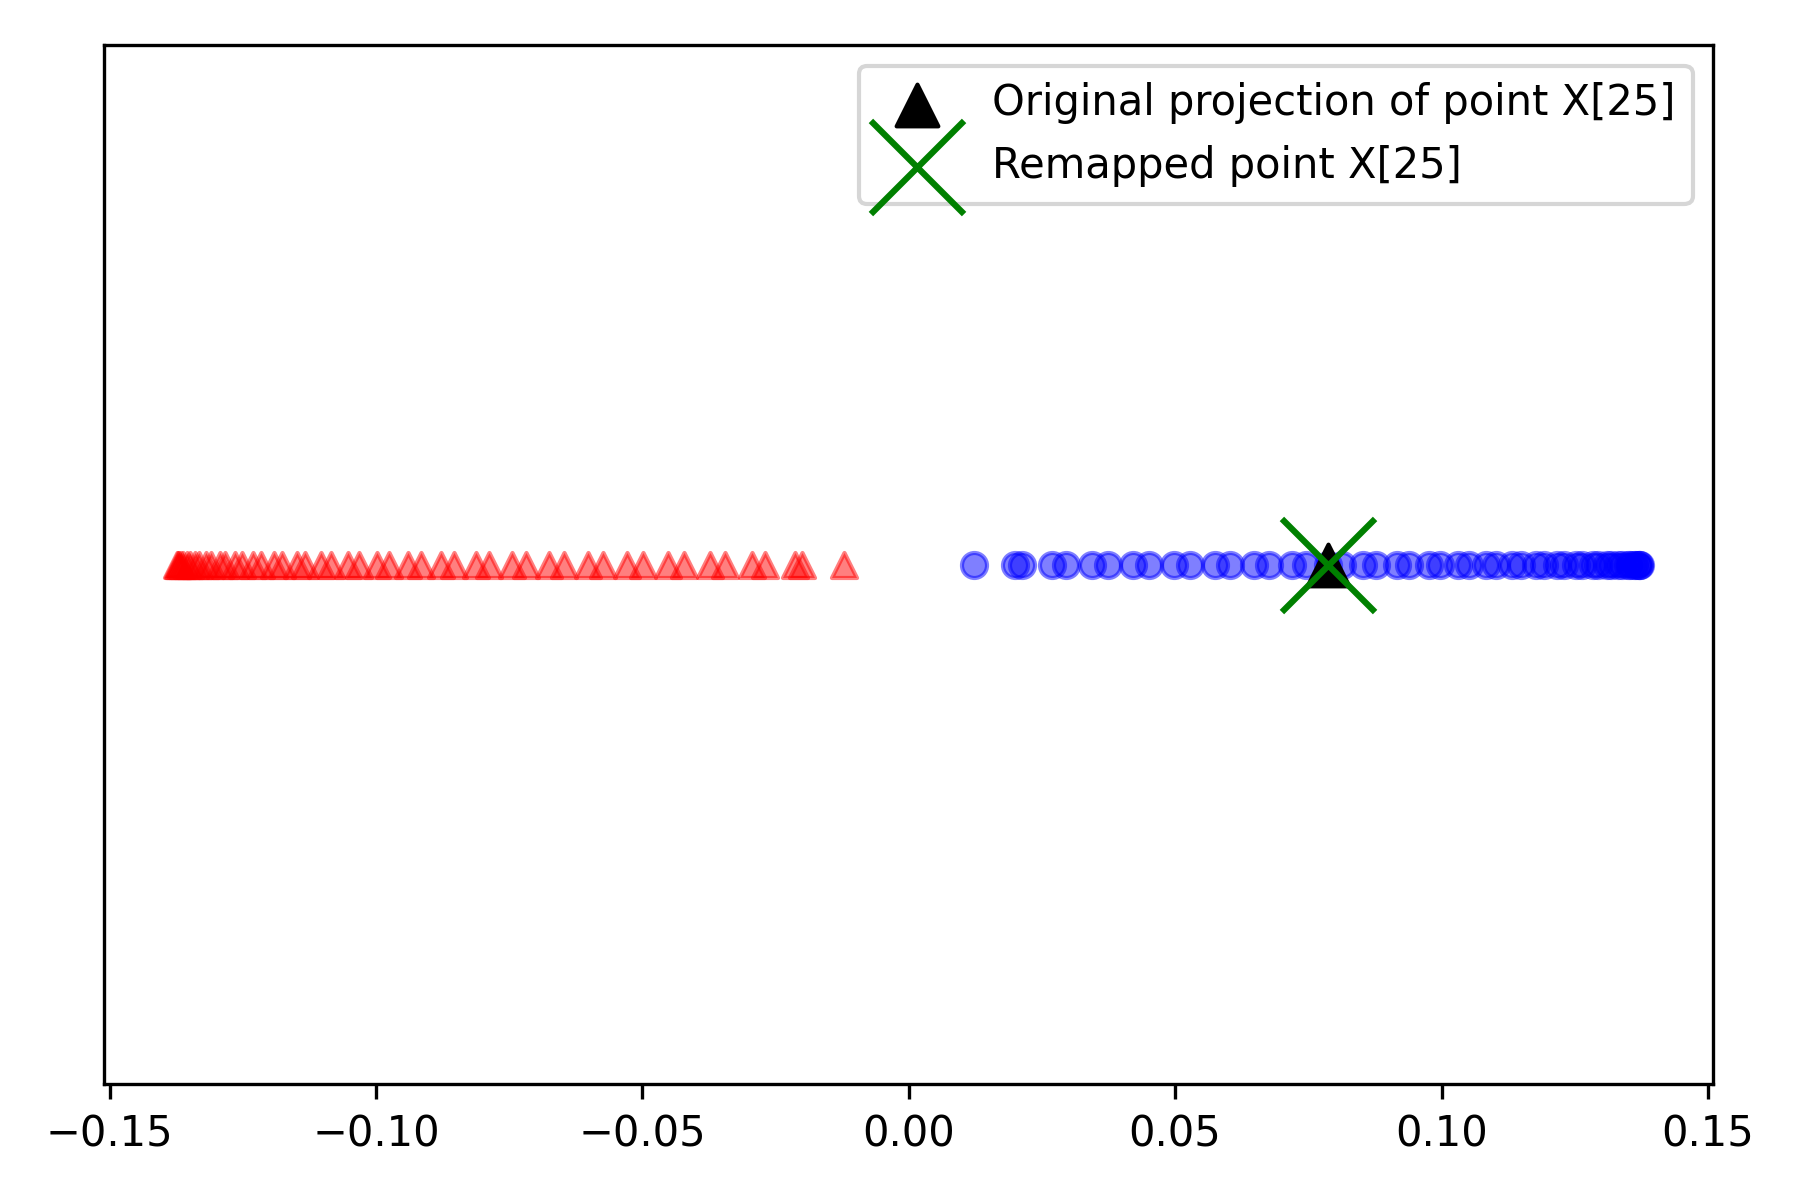 Original projection of point X[25]
Remapped point X[25]
−0.15 −0.10 −0.05 0.00 0.05 0.10 0.15